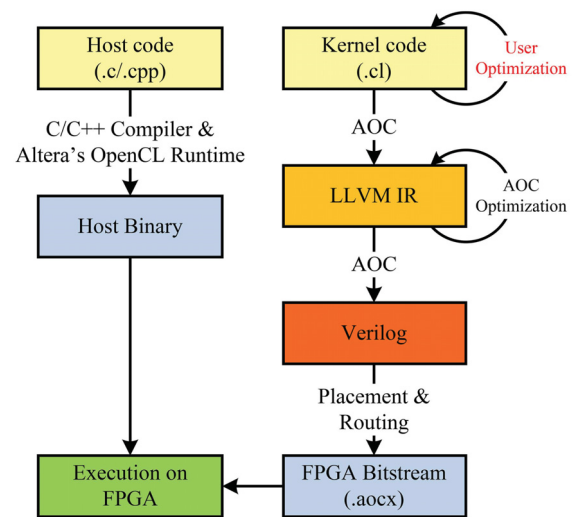 Host code
(.c/.cpp)
Kernel code
(.cl)
User
Optimization
C/C++ Compiler &
Altera's OpenCL Runtime
AOC
Host Binary
LLVM IR
AOC
Optimization
AOC
Verilog
Placement &
Routing
Execution on
FPGA
FPGA Bitstream
(.aocx)